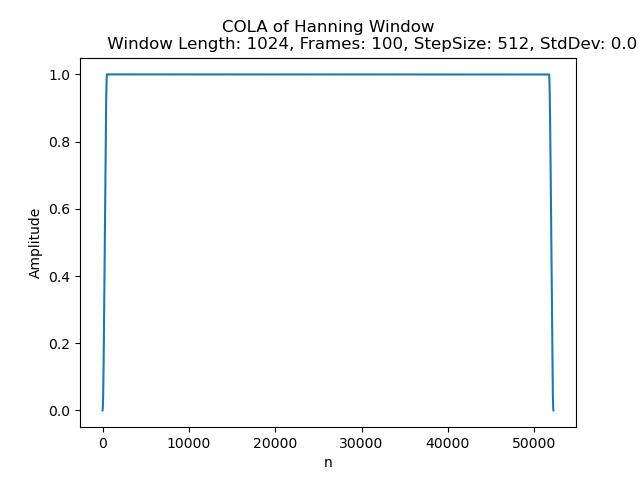 COLA of Hanning Window
Window Length: 1024, Frames: 100, StepSize: 512, StdDev: 0.0
1.0
0.8
0.6
0.4
0.2
0.0
Amplitude
0 10000 20000 30000 40000 50000
n